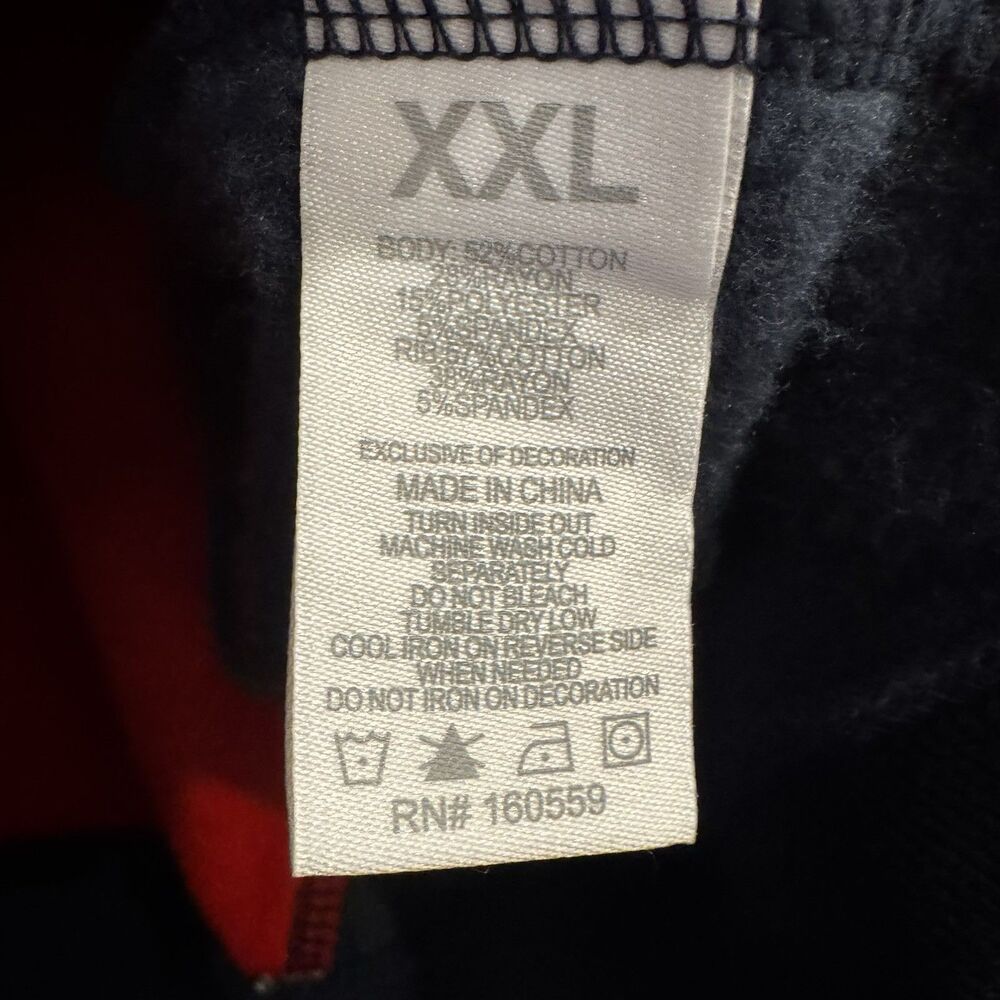 XXL
BODY: 52%COTTON
28%RAYON
15%POLYESTER
5%SPANDEX
RIB:57%COTTON
38%RAYON
5%SPANDEX
EXCLUSIVE OF DECORATION
MADE IN CHINA
TURN INSIDE OUT
MACHINE WASH COLD
SEPARATELY
DO NOT BLEACH
TUMBLE DRY LOW
COOL IRON ON REVERSE SIDE
WHEN NEEDED
DO NOT IRON ON DECORATION
RN# 160559